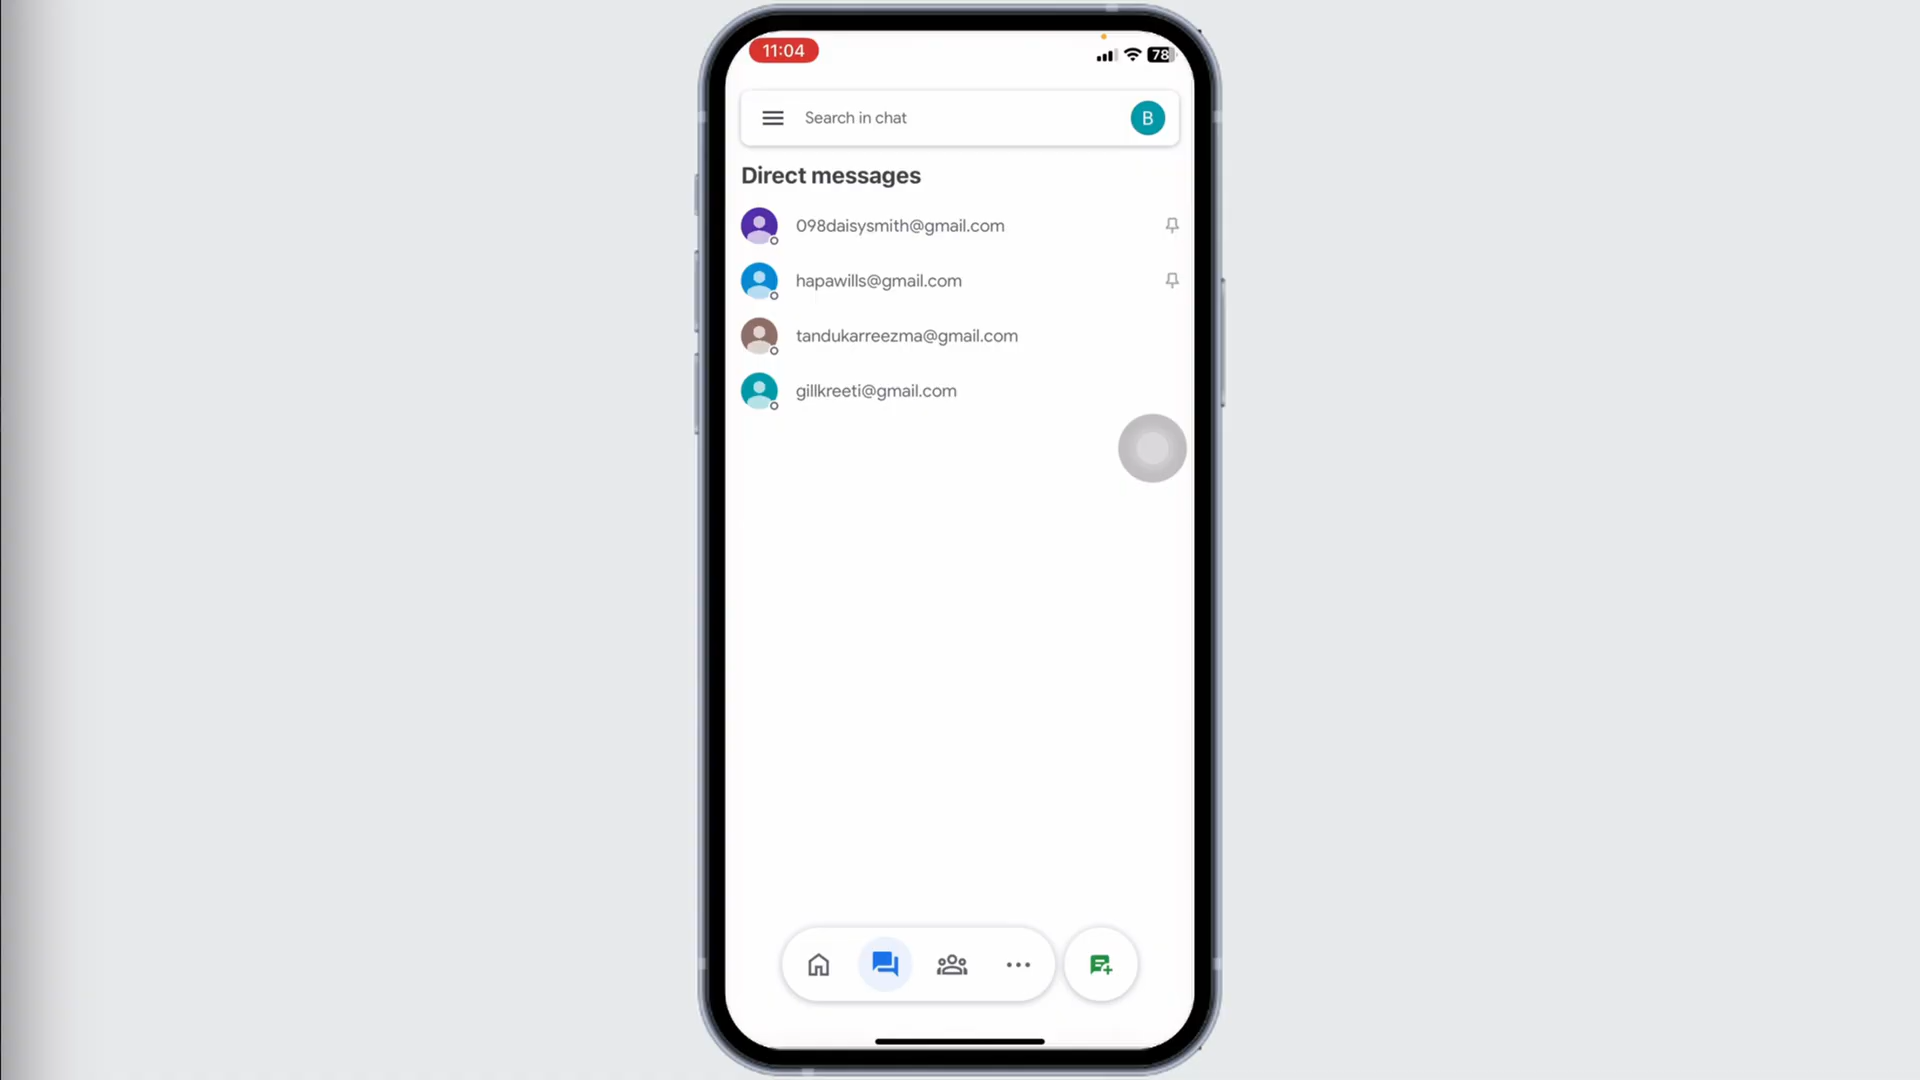 11:04
78
Search in chat
B
Direct messages
098daisysmith@gmail.com
hapawills@gmail.com
tandukarreezma@gmail.com
gillkreeti@gmail.com